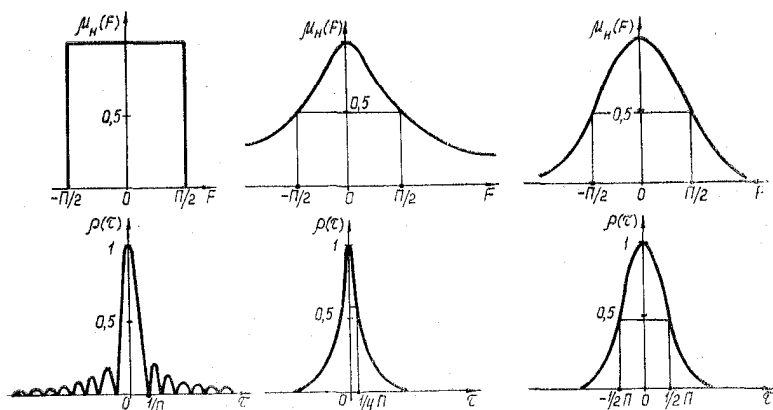 μн(F)
0,5
-П/2 0 П/2 F
μн(F)
0,5
-П/2 0 П/2 F
μн(F)
0,5
-П/2 0 П/2 F
ρ(τ)
1
0,5
0 1/П τ
ρ(τ)
1
0,5
0 1/4П τ
ρ(τ)
1
0,5
-1/2П 0 1/2П τ